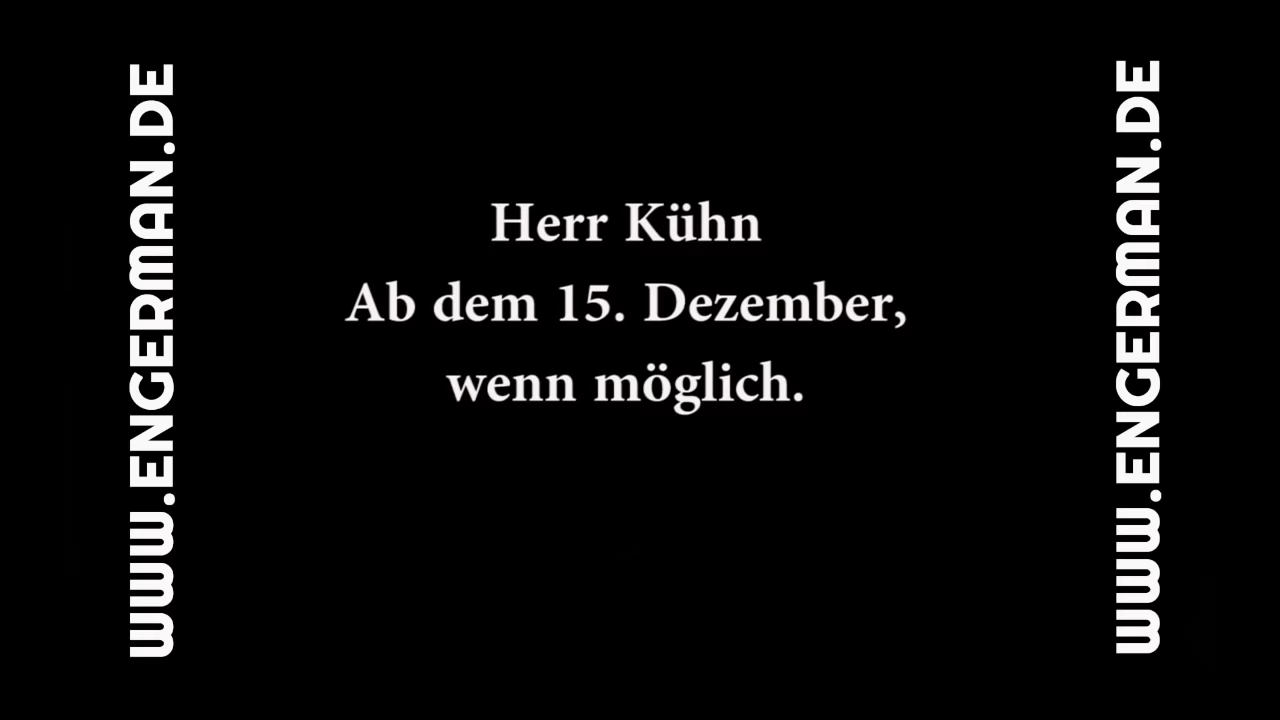 WWW.ENGERMAN.DE
Herr Kühn
Ab dem 15. Dezember,
wenn möglich.
WWW.ENGERMAN.DE